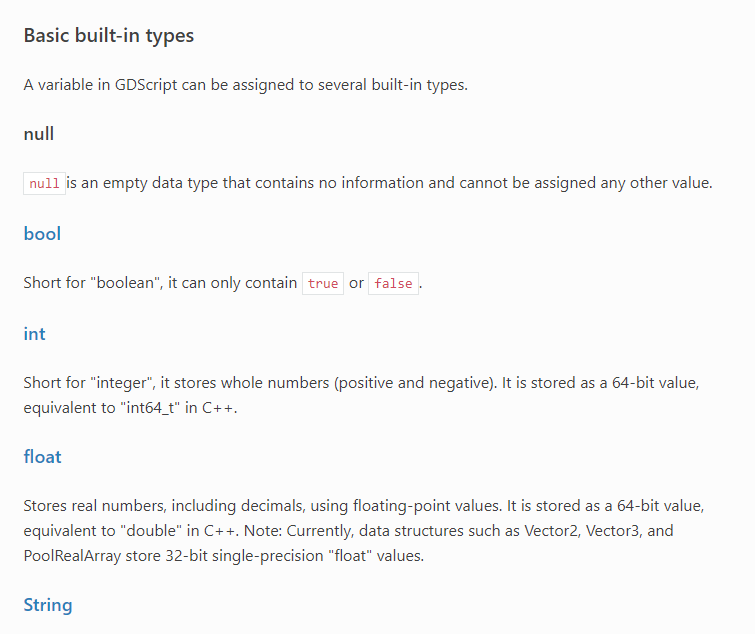 Basic built-in types
A variable in GDScript can be assigned to several built-in types.
null
null is an empty data type that contains no information and cannot be assigned any other value.
bool
Short for "boolean", it can only contain true or false.
int
Short for "integer", it stores whole numbers (positive and negative). It is stored as a 64-bit value,
equivalent to "int64_t" in C++.
float
Stores real numbers, including decimals, using floating-point values. It is stored as a 64-bit value,
equivalent to "double" in C++. Note: Currently, data structures such as Vector2, Vector3, and
PoolRealArray store 32-bit single-precision "float" values.
String